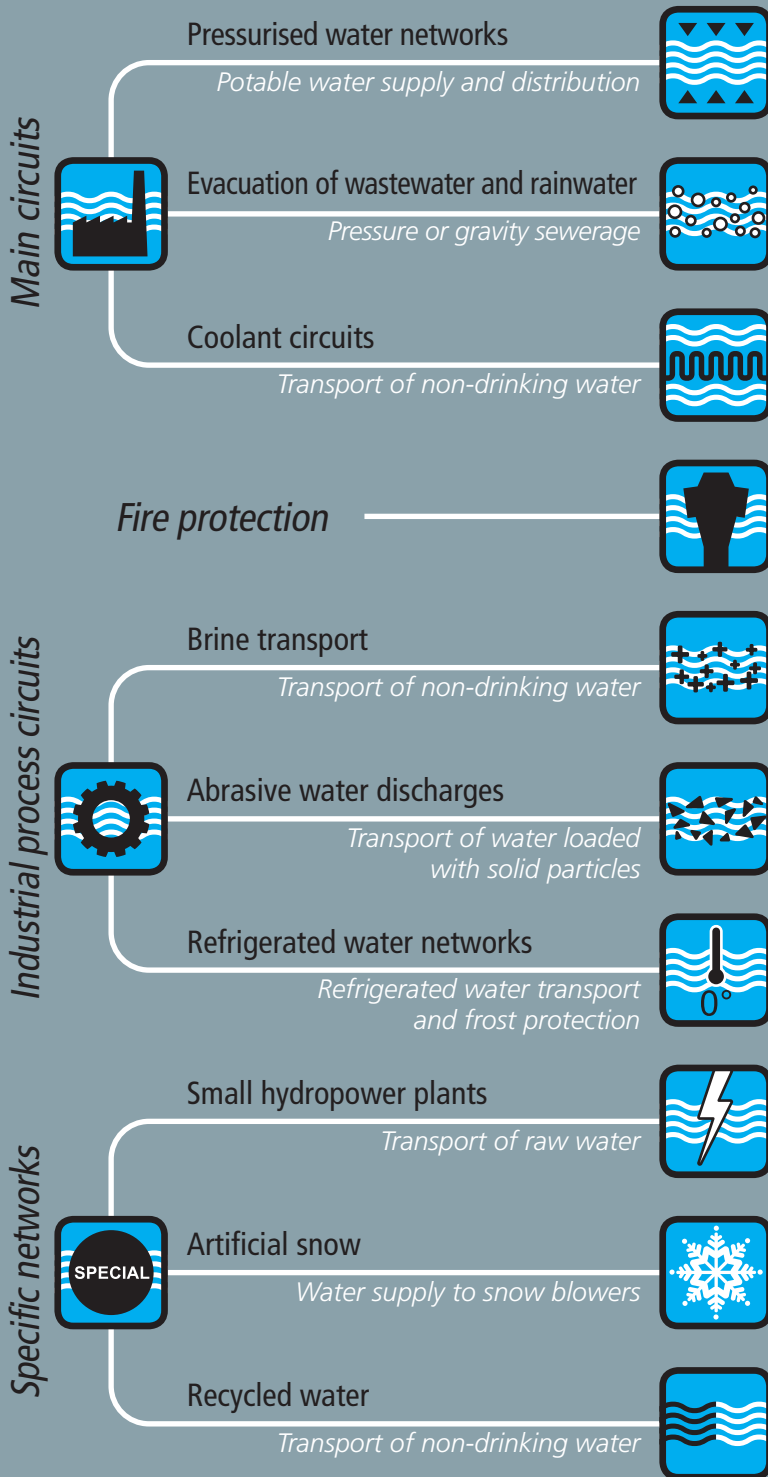 Main circuits
Pressurised water networks
Potable water supply and distribution
Evacuation of wastewater and rainwater
Pressure or gravity sewerage
Coolant circuits
Transport of non-drinking water
Fire protection
Industrial process circuits
Brine transport
Transport of non-drinking water
Abrasive water discharges
Transport of water loaded
with solid particles
Refrigerated water networks
Refrigerated water transport
and frost protection
0°
Specific networks
SPECIAL
Small hydropower plants
Transport of raw water
Artificial snow
Water supply to snow blowers
Recycled water
Transport of non-drinking water